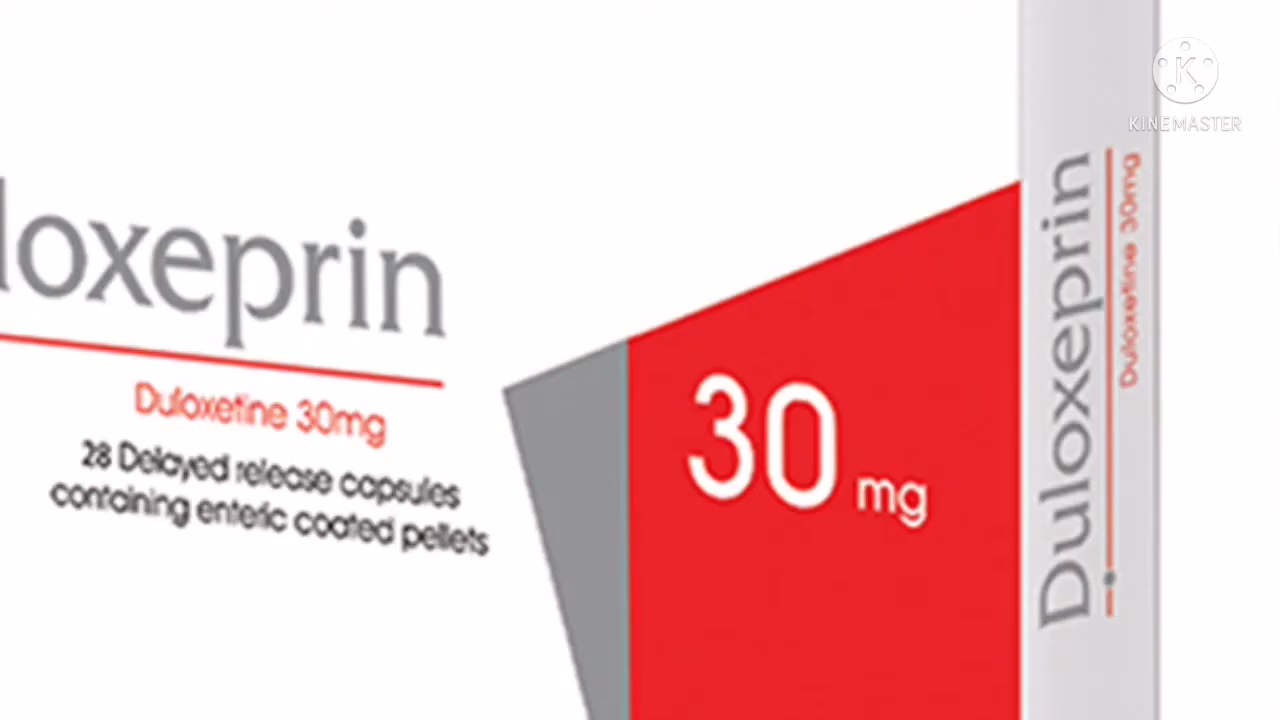 loxeprin
Duloxetine 30mg
28 Delayed release capsules
containing enteric coated pellets
30 mg
Duloxeprin
Duloxetine 30mg
K
KINEMASTER